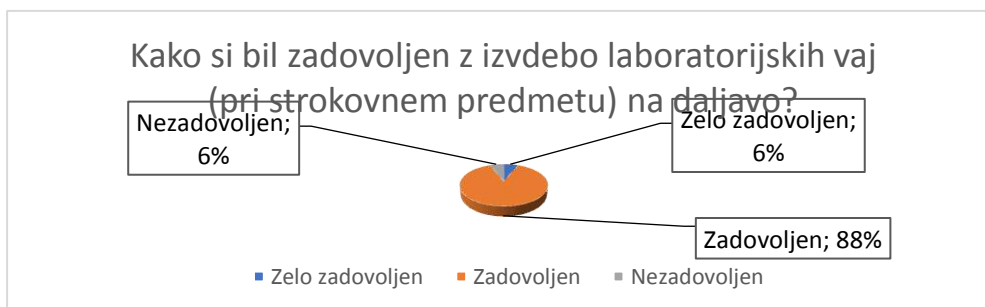 Kako si bil zadovoljen z izvdebo laboratorijskih vaj
(pri strokovnem predmetu) na daljavo?
Nezadovoljen;
6%
Zelo zadovoljen;
6%
Zadovoljen; 88%
Zelo zadovoljen
Zadovoljen
Nezadovoljen